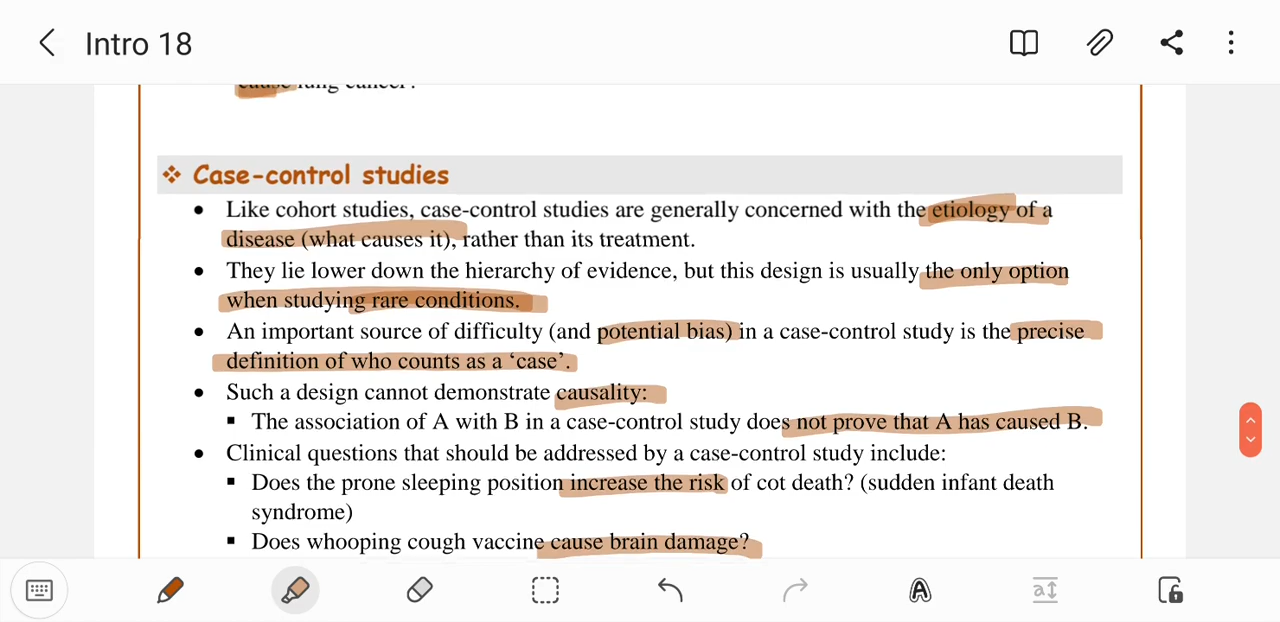 Intro 18
cause lung cancer?
❖ Case-control studies
• Like cohort studies, case-control studies are generally concerned with the etiology of a
disease (what causes it), rather than its treatment.
• They lie lower down the hierarchy of evidence, but this design is usually the only option
when studying rare conditions.
• An important source of difficulty (and potential bias) in a case-control study is the precise
definition of who counts as a ‘case’.
• Such a design cannot demonstrate causality:
▪ The association of A with B in a case-control study does not prove that A has caused B.
• Clinical questions that should be addressed by a case-control study include:
▪ Does the prone sleeping position increase the risk of cot death? (sudden infant death
syndrome)
▪ Does whooping cough vaccine cause brain damage?